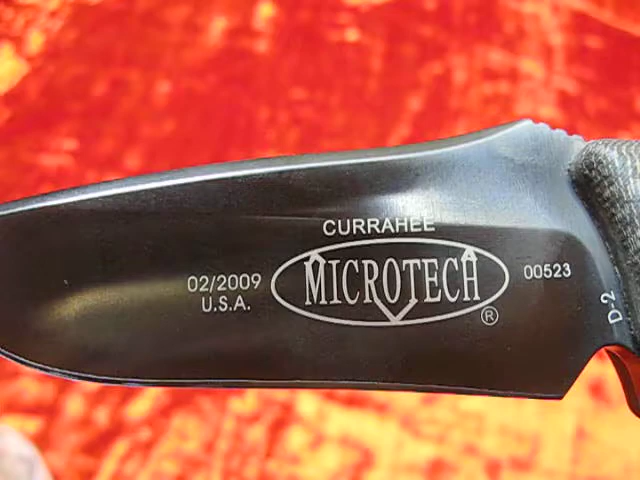 CURRAHEE
02/2009
U.S.A.
MICROTECH
®
00523
D-2